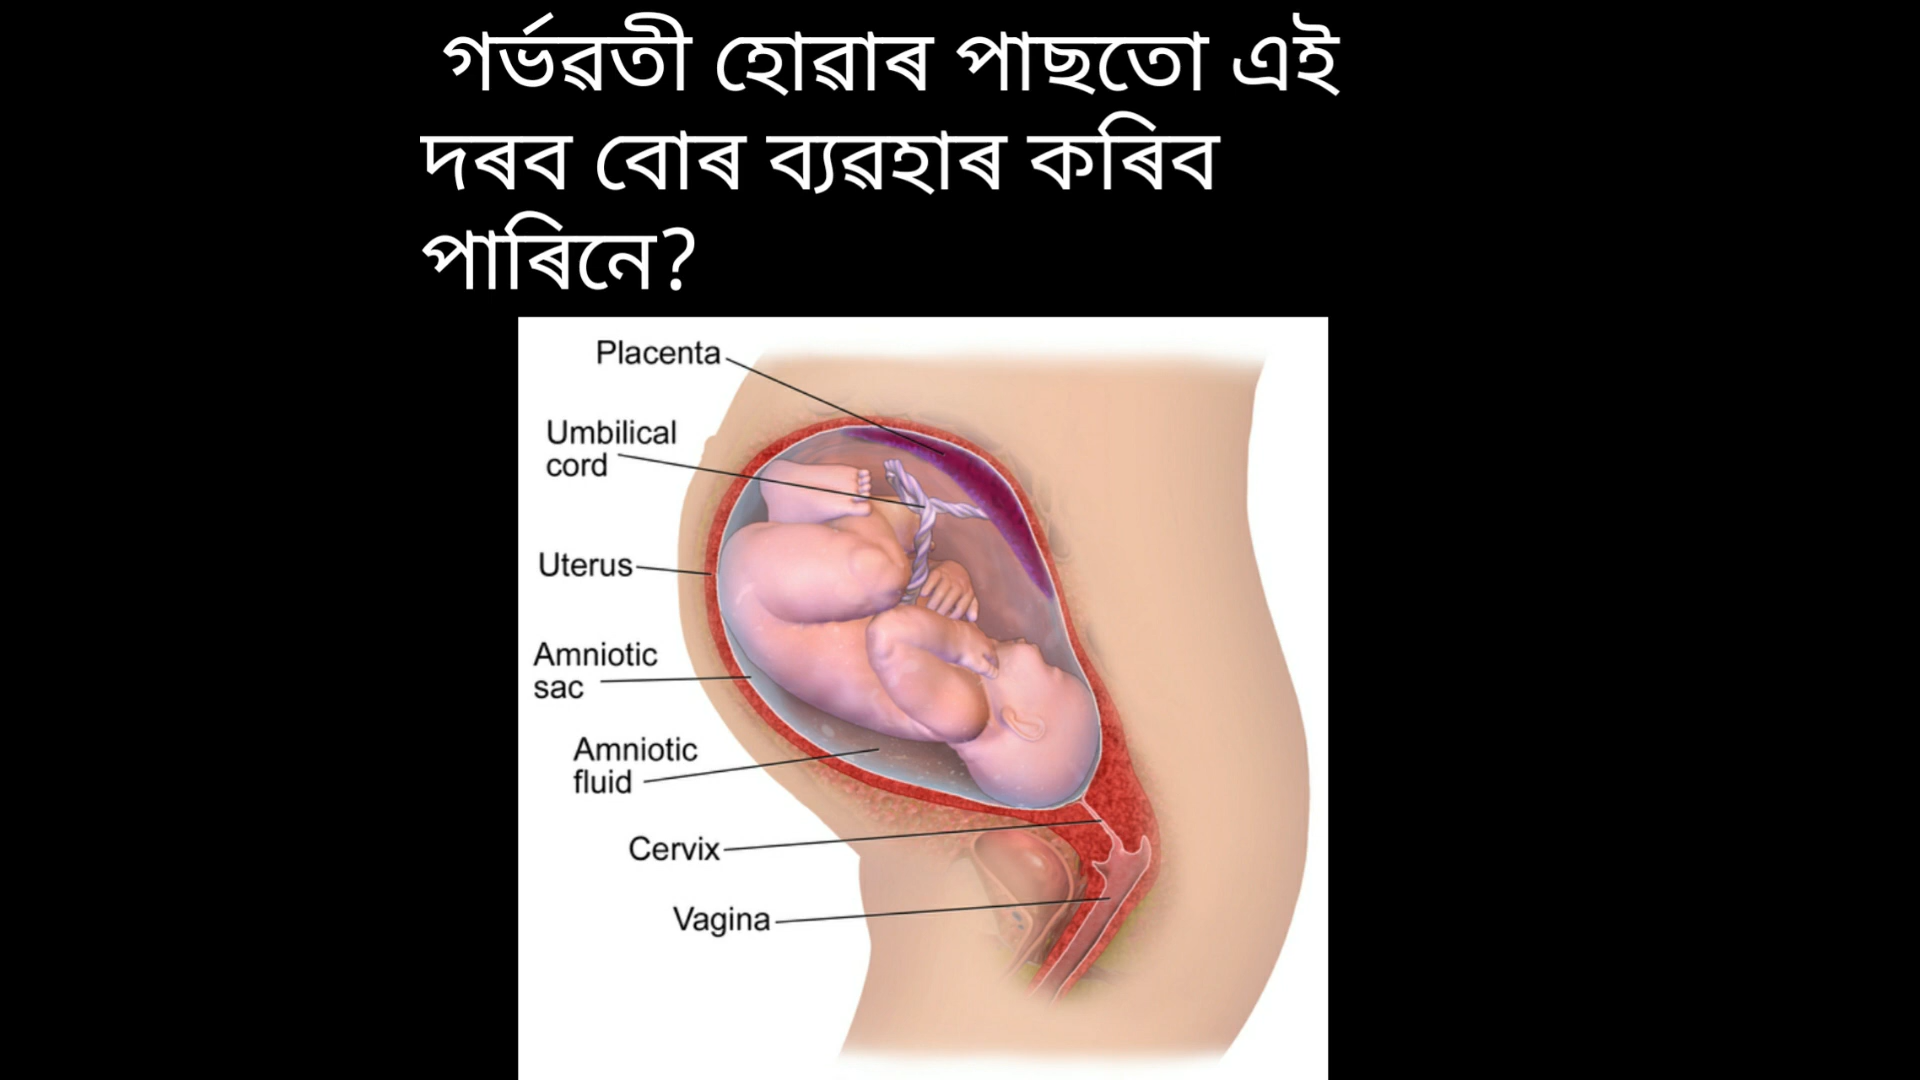 গৰ্ভৱতী হোৱাৰ পাছতো এই
দৰব বোৰ ব্যৱহাৰ কৰিব
পাৰিনে?
Placenta
Umbilical
cord
Uterus
Amniotic
sac
Amniotic
fluid
Cervix
Vagina